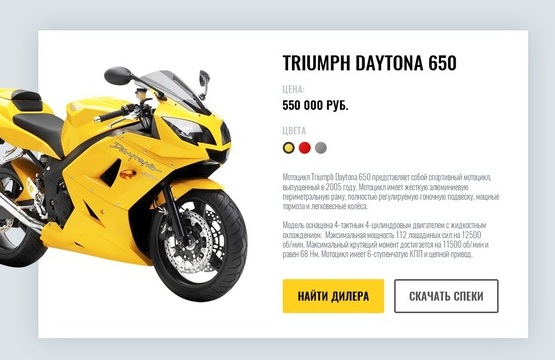 TRIUMPH DAYTONA 650
ЦЕНА:
550 000 РУБ.
ЦВЕТА
Daytona
Мотоцикл Triumph Daytona 650 представляет собой спортивный мотоцикл,
выпущенный в 2005 году. Мотоцикл имеет жёсткую алюминиевую
периметральную раму, полностью регулируемую гоночную подвеску, мощные
тормоза и легковесные колёса.
Модель оснащена 4-тактным 4-цилиндровым двигателем с жидкостным
охлаждением. Максимальная мощность 112 лошадиных сил на 12500
об/мин. Максимальный крутящий момент достигается на 11500 об/мин и
равен 68 Нм. Мотоцикл имеет 6-ступенчатую КПП и цепной привод.
НАЙТИ ДИЛЕРА
СКАЧАТЬ СПЕКИ